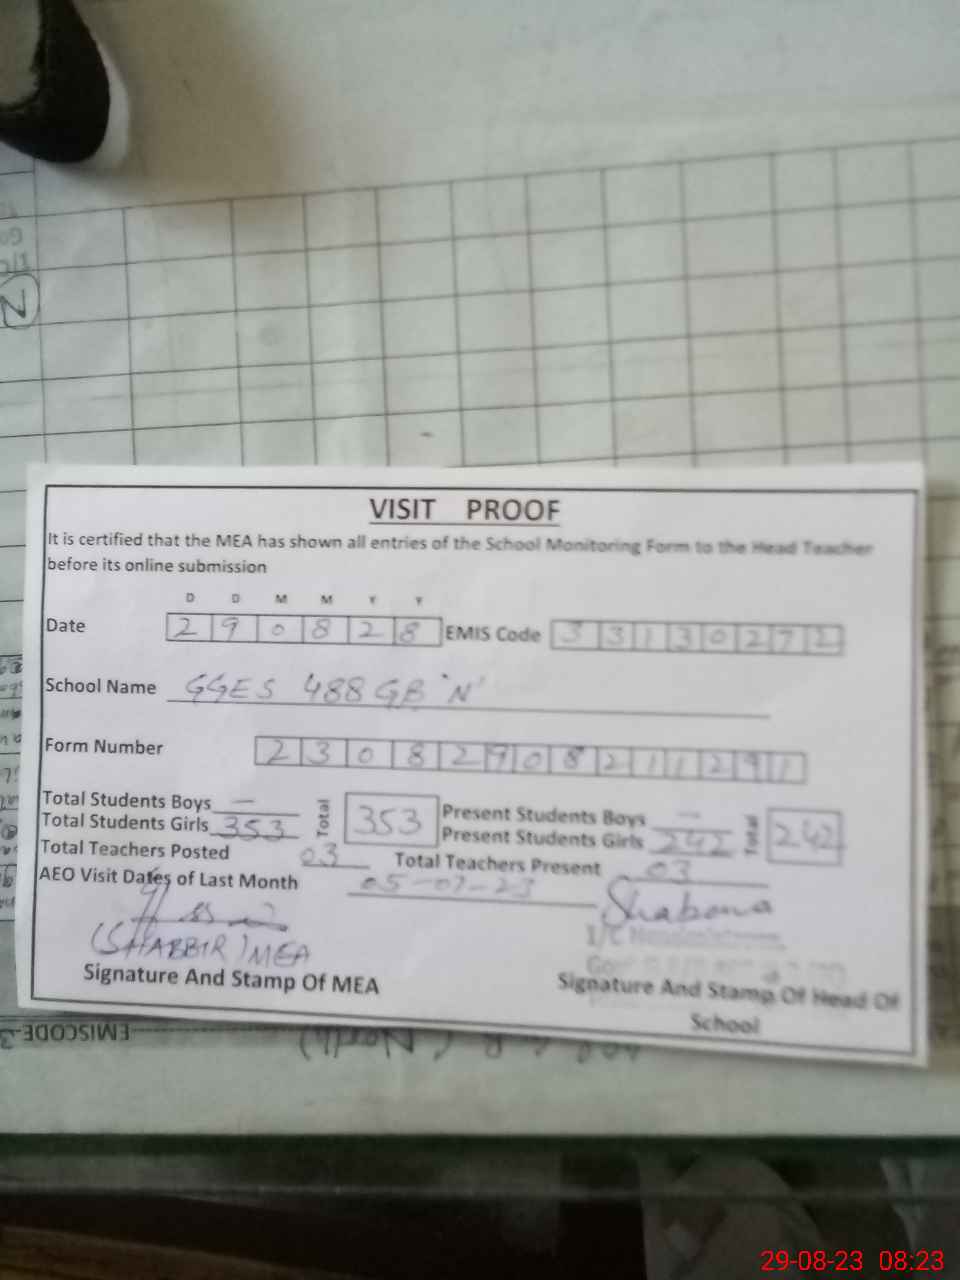 VISIT PROOF
It is certified that the MEA has shown all entries of the School Monitoring Form to the Head Teacher
before its online submission
D D M M Y Y
Date 2 9 0 8 2 8 EMIS Code 3 3 1 3 0 2 7 2
School Name GGES 488 GB 'N'
Form Number 2 3 0 8 2 9 0 8 2 1 1 2 9 1
Total Students Boys — Total 353 Present Students Boys — Total 242
Total Students Girls 353 Present Students Girls 242
Total Teachers Posted 03 Total Teachers Present 03
AEO Visit Dates of Last Month 05-07-23
Shabana
(SHABBIR) MEA
I/C
Signature And Stamp Of MEA
Signature And Stamp Of Head Of
School
EMISCODE 3
(North)
N
29-08-23 08:23